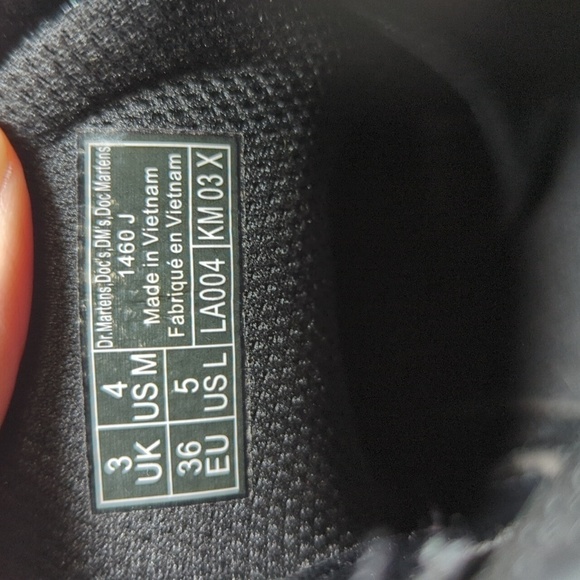 Dr.Martens,Doc's,DM's,Doc Martens
1460 J
Made in Vietnam
Fabriqué en Vietnam
3 UK
4 US M
36 EU
5 US L
LA004
KM 03 X